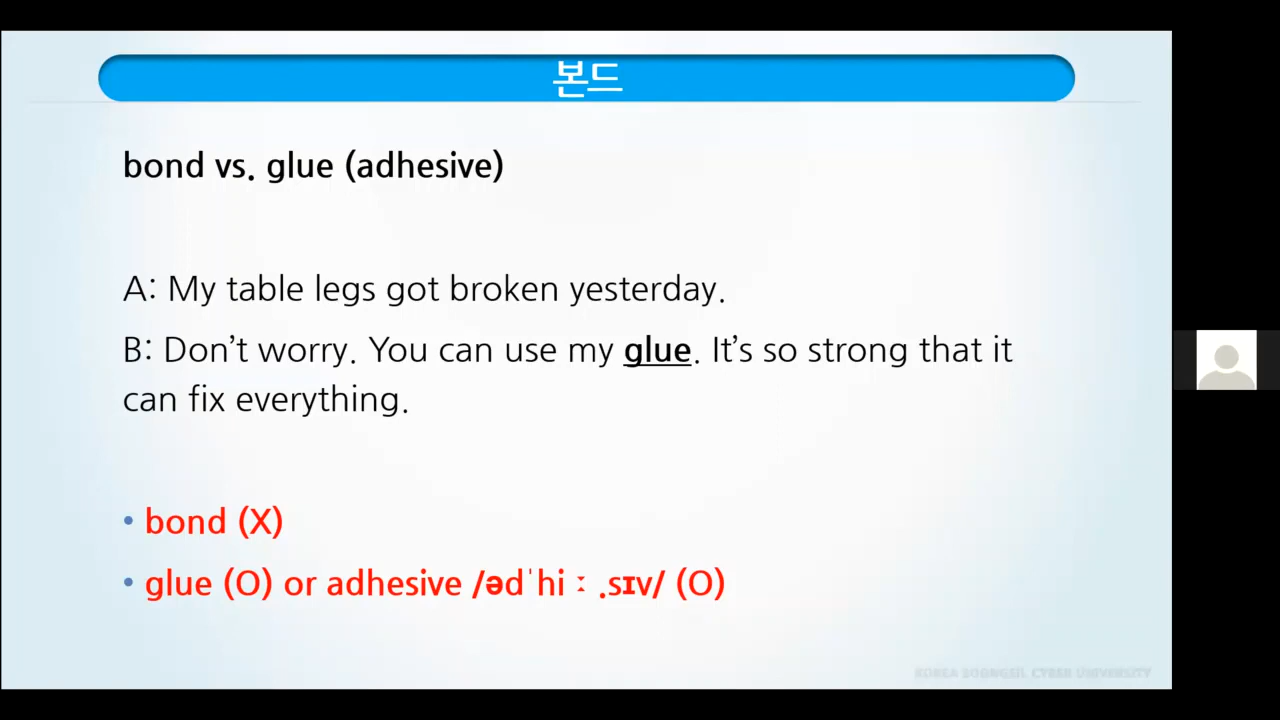 본드
bond vs. glue (adhesive)
A: My table legs got broken yesterday.
B: Don’t worry. You can use my glue. It’s so strong that it
can fix everything.
• bond (X)
• glue (O) or adhesive /ədˈhiː.sɪv/ (O)
KOREA SOONGSIL CYBER UNIVERSITY